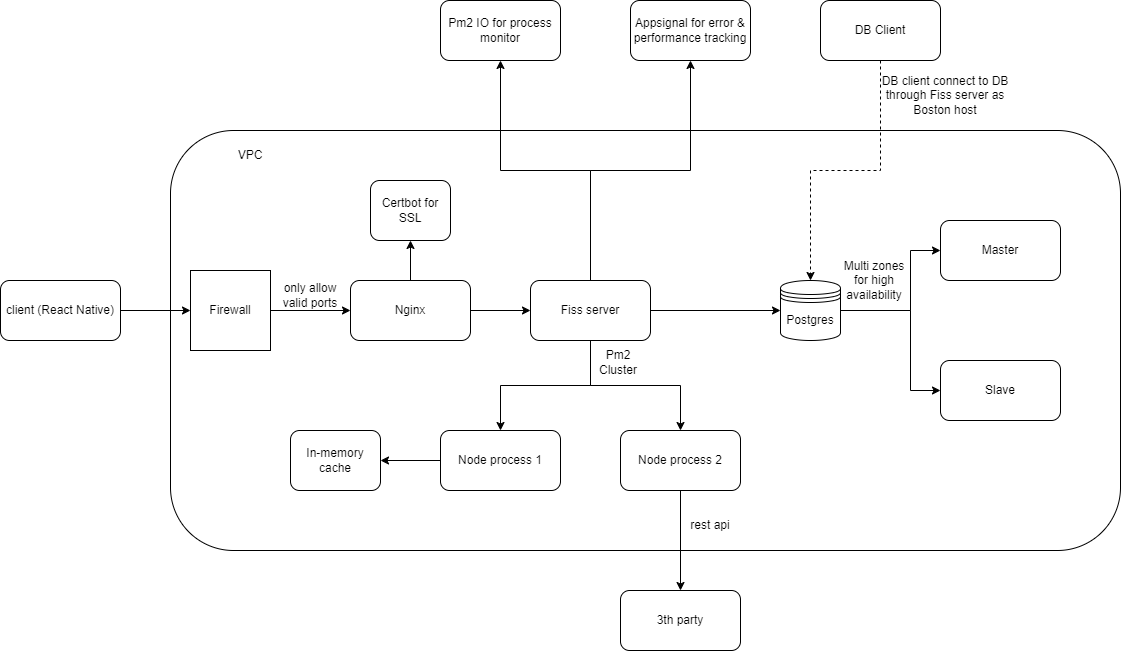 Pm2 IO for process
monitor
Appsignal for error &
performance tracking
DB Client
DB client connect to DB
through Fiss server as
Boston host
VPC
Certbot for
SSL
client (React Native)
Firewall
only allow
valid ports
Nginx
Fiss server
Postgres
Multi zones
for high
availability
Master
Slave
Pm2
Cluster
In-memory
cache
Node process 1
Node process 2
rest api
3th party